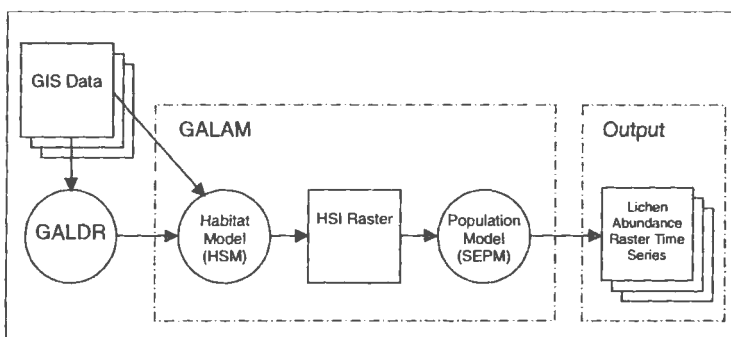 GIS Data
GALAM
Output
GALDR
Habitat
Model
(HSM)
HSI Raster
Population
Model
(SEPM)
Lichen
Abundance
Raster Time
Series